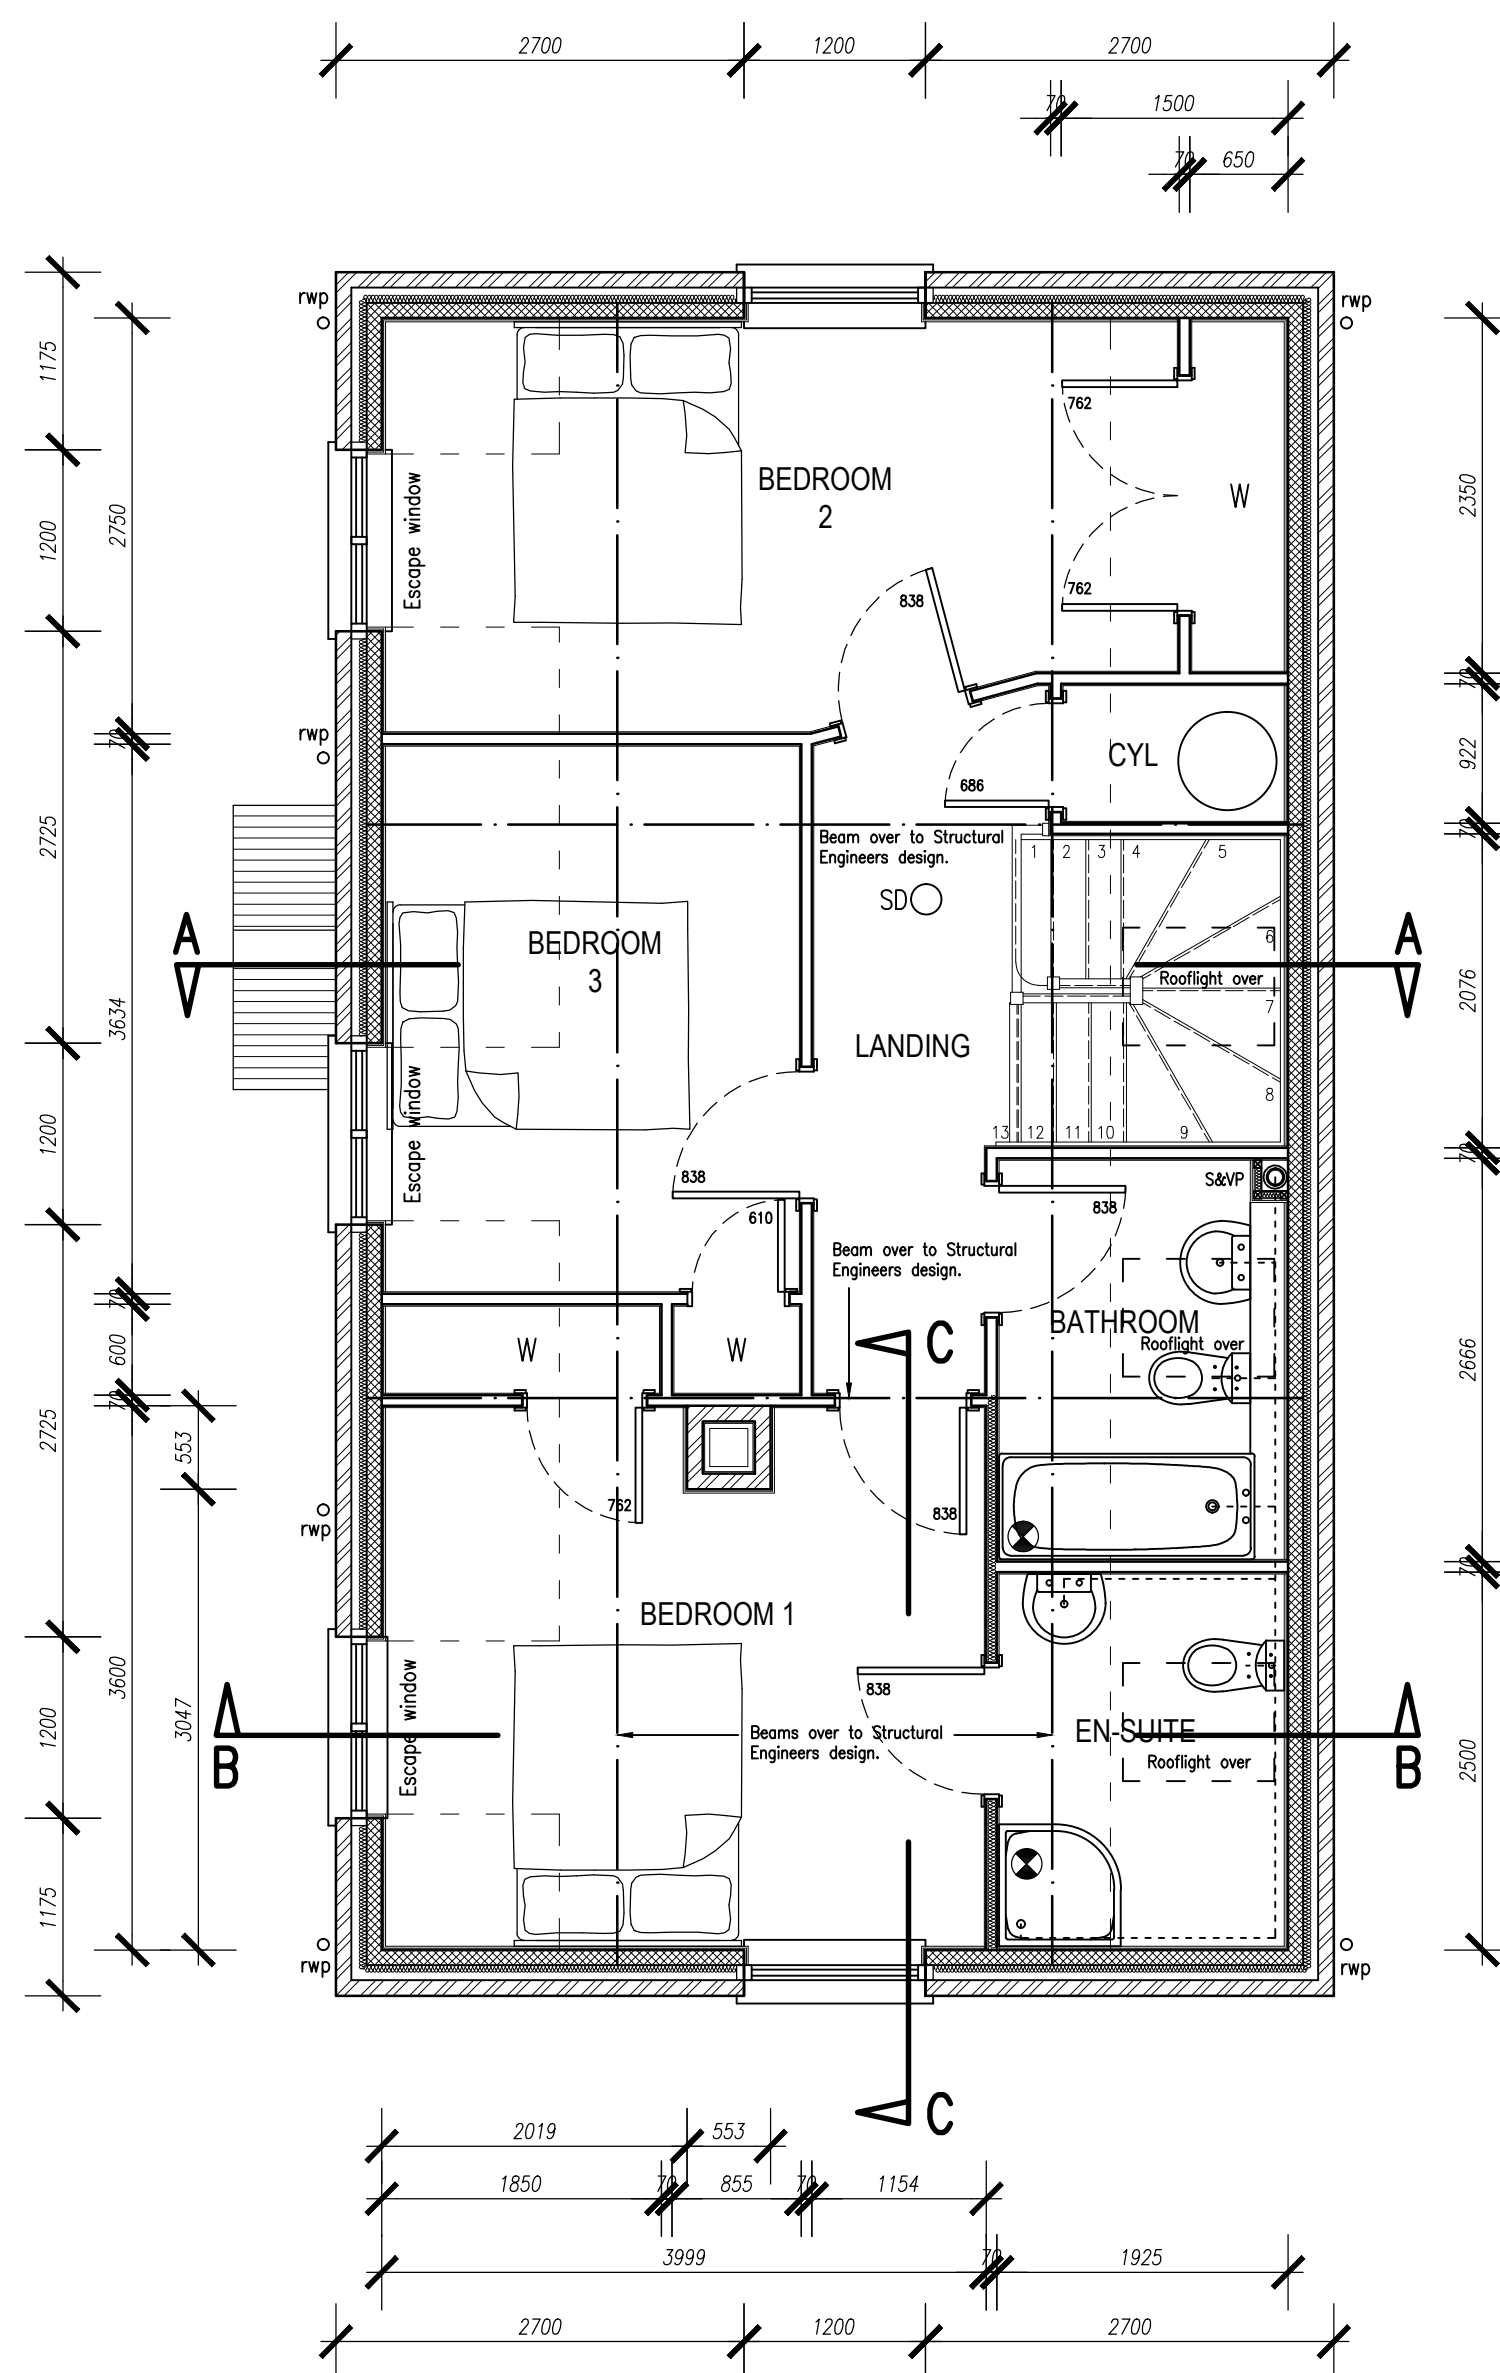 2700
1200
2700
70
1500
70
650
rwp
rwp
1175
762
BEDROOM
2
W
2350
2750
1200
Escape window
838
762
70
rwp
70
CYL
922
686
2725
Beam over to Structural
Engineers design.
70
1
2
3
4
5
SD
A
A
BEDROOM
3
6
Rooflight over
7
2076
3634
LANDING
8
1200
Escape window
13
12
11
10
9
70
838
S&VP
838
610
Beam over to Structural
Engineers design.
70
600
W
W
C
BATHROOM
Rooflight over
2666
70
2725
553
762
838
rwp
70
BEDROOM 1
3600
3047
1200
Escape window
838
B
Beams over to Structural
Engineers design.
EN-SUITE
Rooflight over
B
2500
1175
rwp
rwp
C
2019
553
1850
70
855
70
1154
3999
70
1925
2700
1200
2700